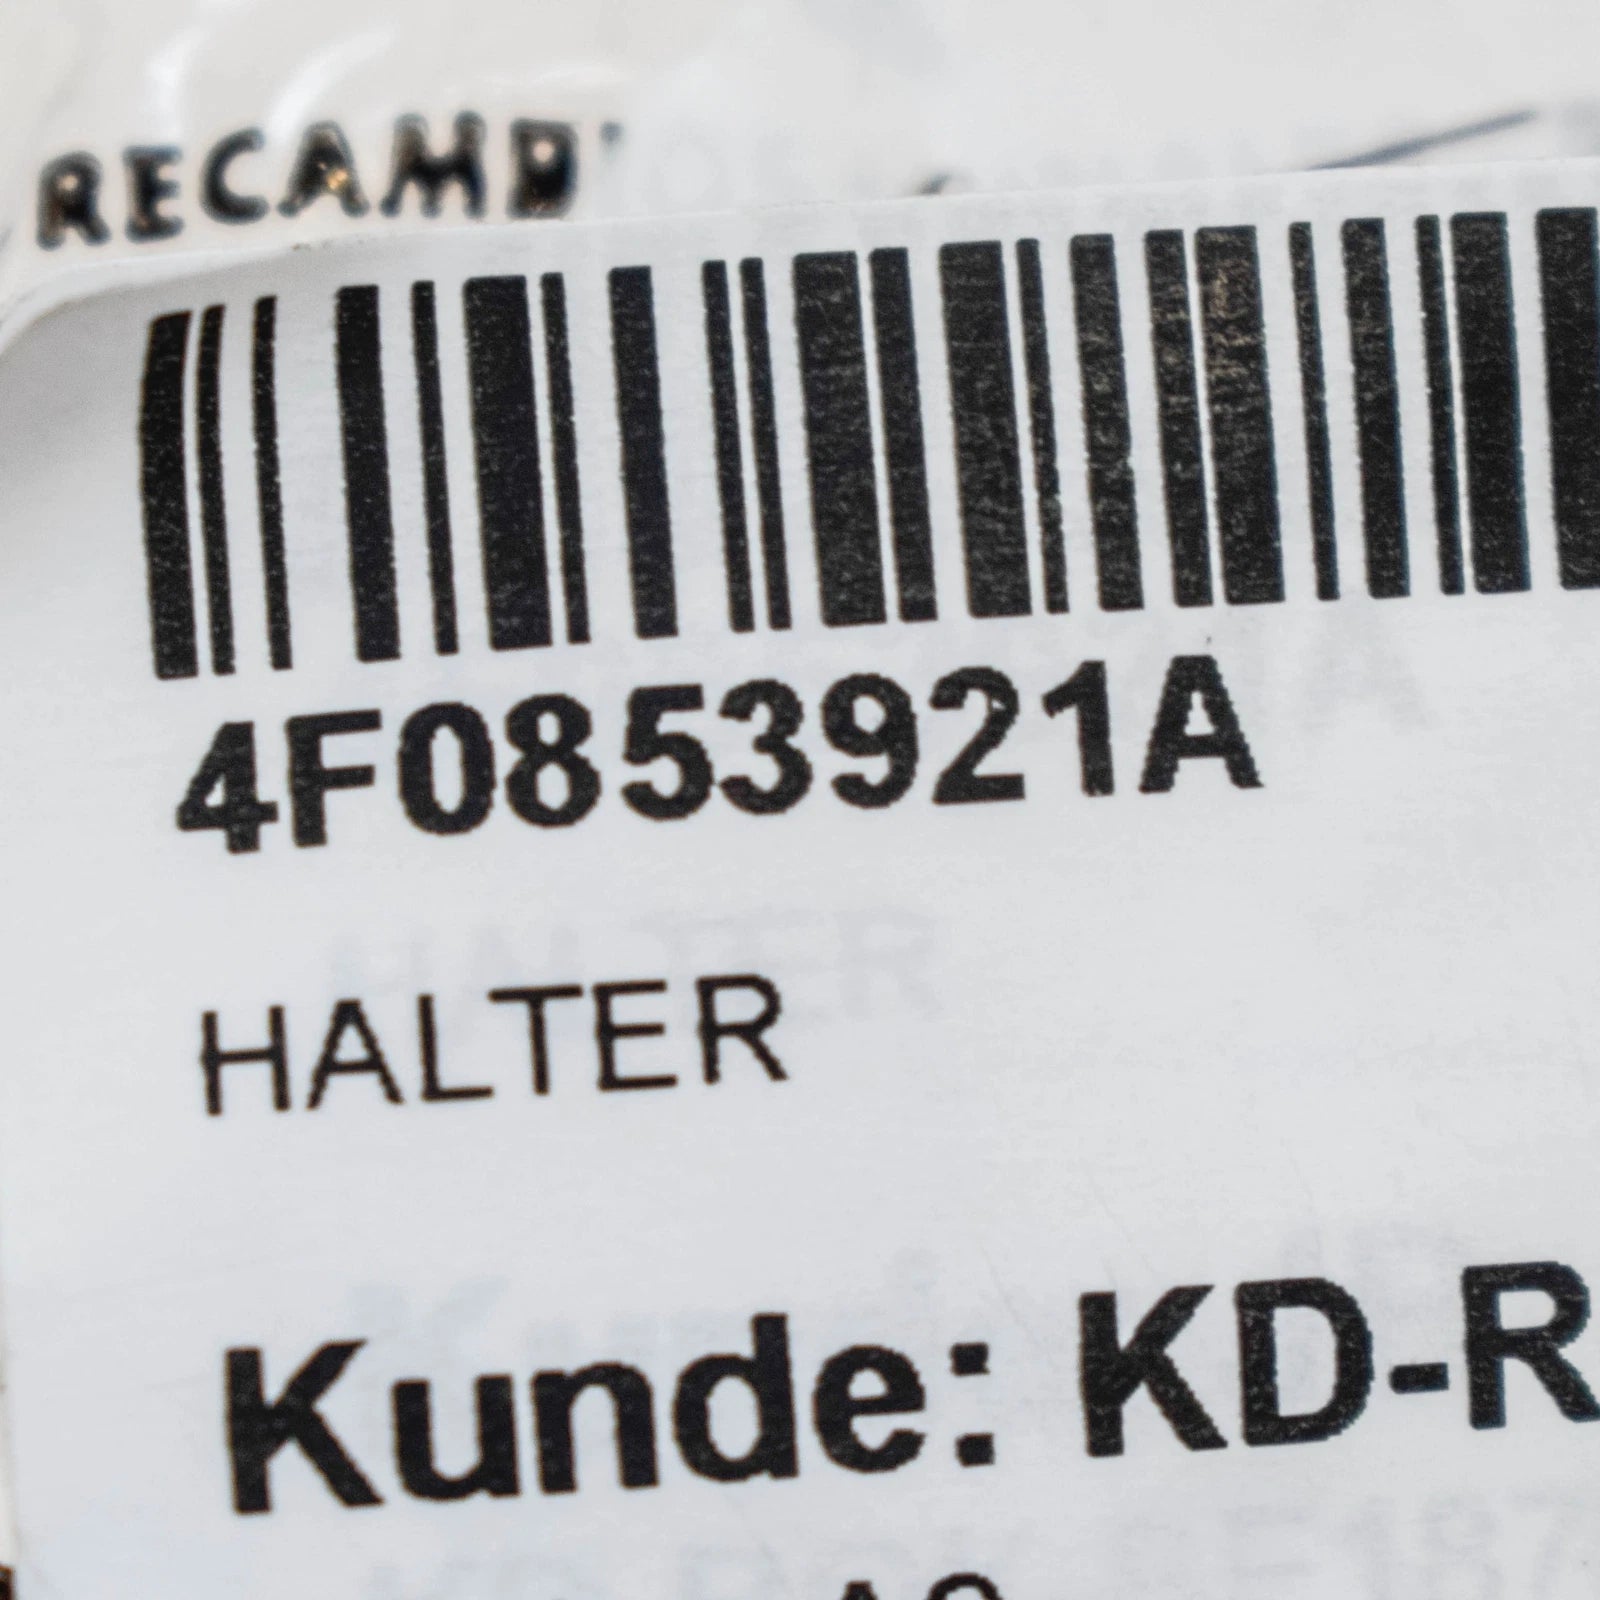 RECAMB
4F0853921A
HALTER
Kunde: KD-R